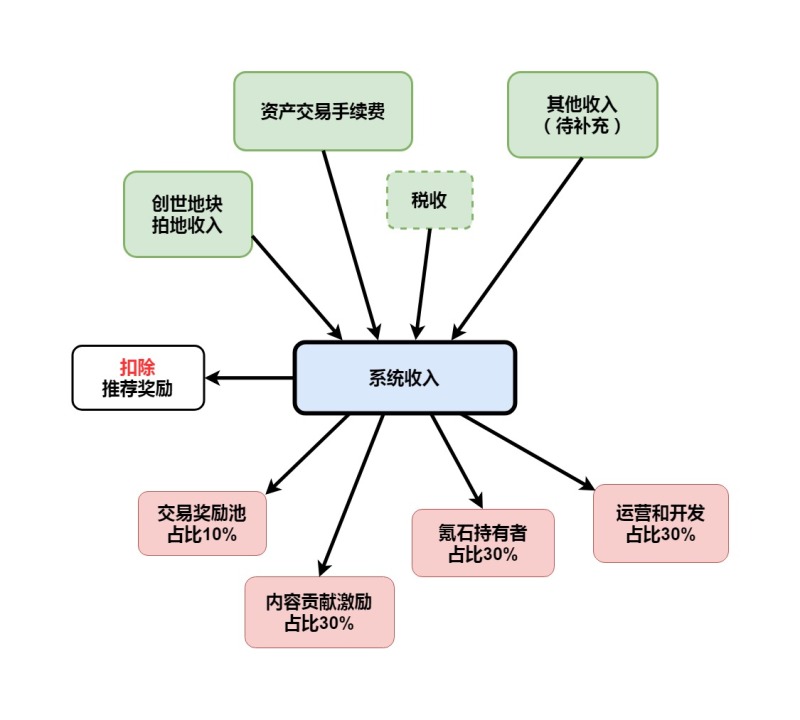 资产交易手续费
其他收入
（待补充）
创世地块
拍地收入
税收
扣除
推荐奖励
系统收入
交易奖励池
占比10%
氪石持有者
占比30%
运营和开发
占比30%
内容贡献激励
占比30%